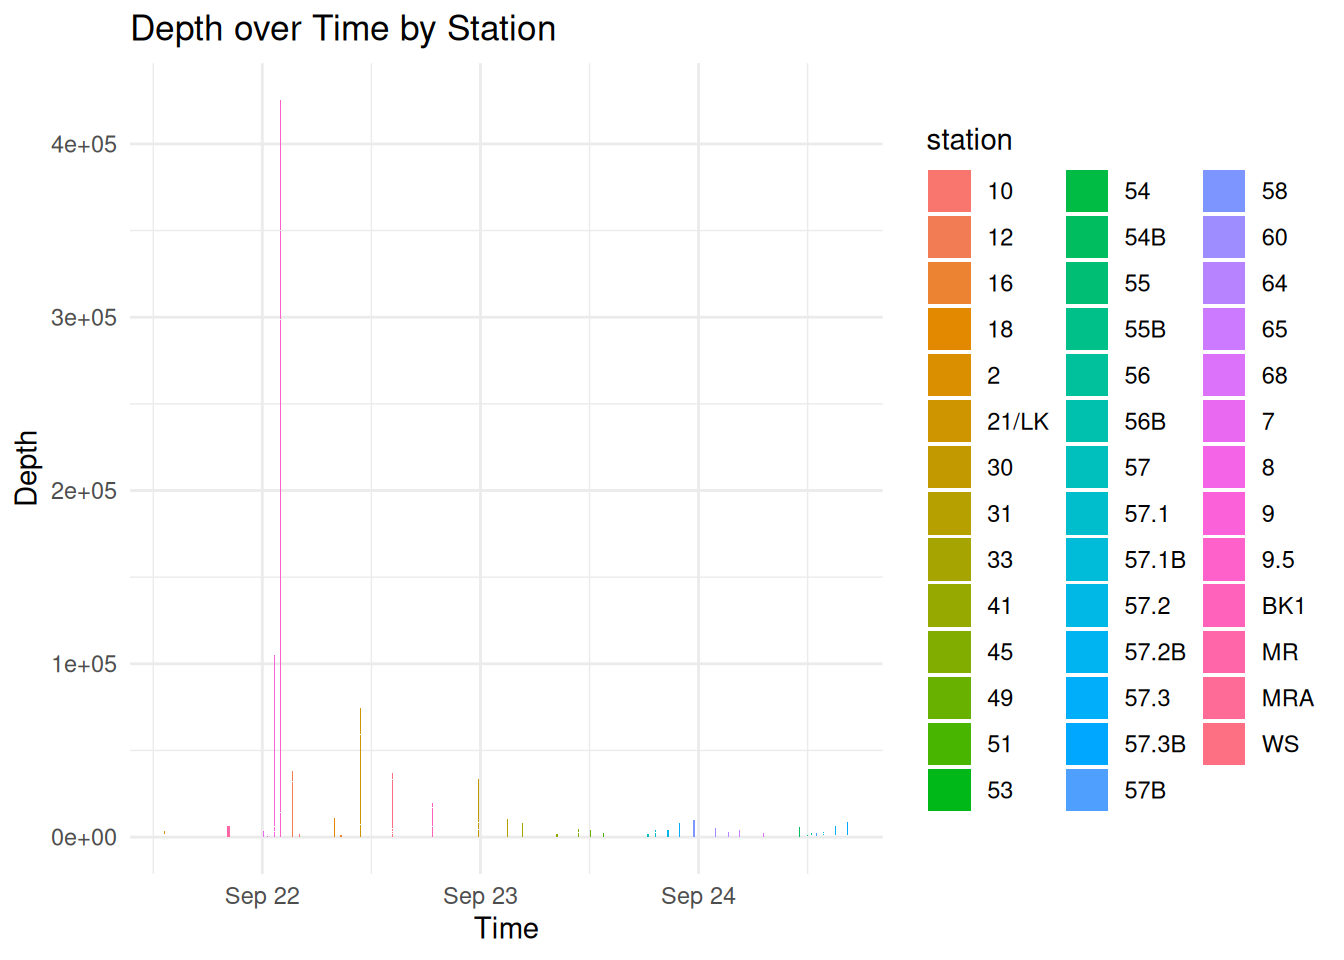 Depth over Time by Station
Depth
4e+05
3e+05
2e+05
1e+05
0e+00
Sep 22
Sep 23
Sep 24
Time
station
10
12
16
18
2
21/LK
30
31
33
41
45
49
51
53
54
54B
55
55B
56
56B
57
57.1
57.1B
57.2
57.2B
57.3
57.3B
57B
58
60
64
65
68
7
8
9
9.5
BK1
MR
MRA
WS